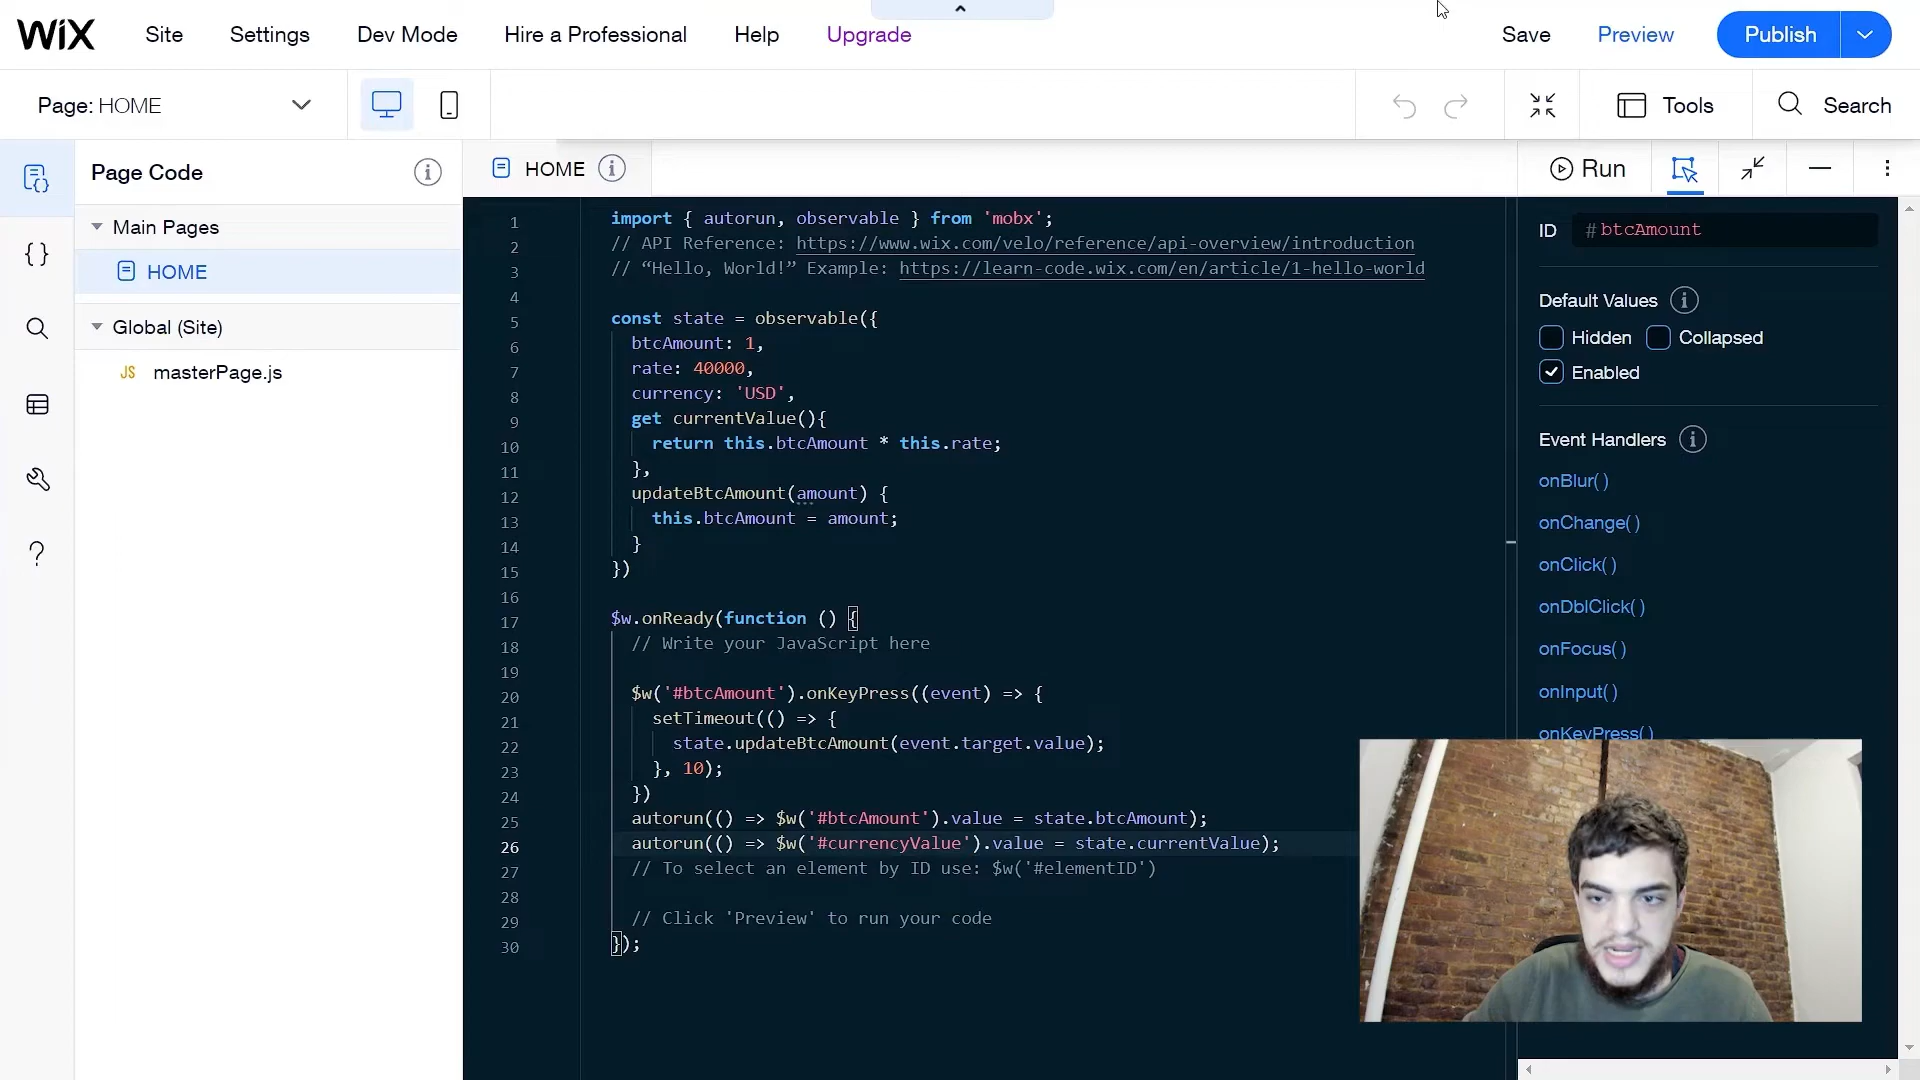 WiX
Site
Settings
Dev Mode
Hire a Professional
Help
Upgrade
Save
Preview
Publish
Page: HOME
Tools
Search
Page Code
Main Pages
HOME
Global (Site)
JS masterPage.js
HOME
Run
1 import { autorun, observable } from 'mobx';
2 // API Reference: https://www.wix.com/velo/reference/api-overview/introduction
3 // “Hello, World!” Example: https://learn-code.wix.com/en/article/1-hello-world
4
5 const state = observable({
6 btcAmount: 1,
7 rate: 40000,
8 currency: 'USD',
9 get currentValue(){
10 return this.btcAmount * this.rate;
11 },
12 updateBtcAmount(amount) {
13 this.btcAmount = amount;
14 }
15 })
16
17 $w.onReady(function () {
18 // Write your JavaScript here
19
20 $w('#btcAmount').onKeyPress((event) => {
21 setTimeout(() => {
22 state.updateBtcAmount(event.target.value);
23 }, 10);
24 })
25 autorun(() => $w('#btcAmount').value = state.btcAmount);
26 autorun(() => $w('#currencyValue').value = state.currentValue);
27 // To select an element by ID use: $w('#elementID')
28
29 // Click 'Preview' to run your code
30 });
ID #btcAmount
Default Values
Hidden
Collapsed
Enabled
Event Handlers
onBlur()
onChange()
onClick()
onDblClick()
onFocus()
onInput()
onKeyPress()